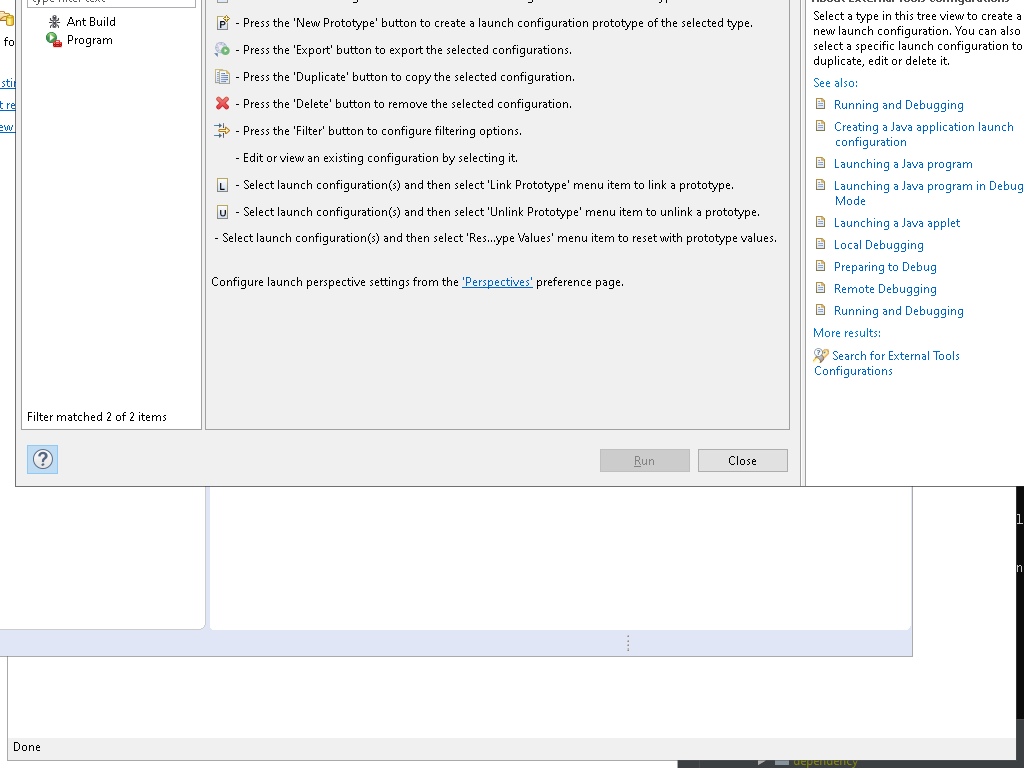 type filter text
Ant Build
Program
Filter matched 2 of 2 items
- Press the 'New Prototype' button to create a launch configuration prototype of the selected type.
- Press the 'Export' button to export the selected configurations.
- Press the 'Duplicate' button to copy the selected configuration.
- Press the 'Delete' button to remove the selected configuration.
- Press the 'Filter' button to configure filtering options.
- Edit or view an existing configuration by selecting it.
L - Select launch configuration(s) and then select 'Link Prototype' menu item to link a prototype.
U - Select launch configuration(s) and then select 'Unlink Prototype' menu item to unlink a prototype.
- Select launch configuration(s) and then select 'Res...ype Values' menu item to reset with prototype values.
Configure launch perspective settings from the 'Perspectives' preference page.
Run
Close
About External Tools Configurations
Select a type in this tree view to create a
new launch configuration. You can also
select a specific launch configuration to
duplicate, edit or delete it.
See also:
Running and Debugging
Creating a Java application launch
configuration
Launching a Java program
Launching a Java program in Debug
Mode
Launching a Java applet
Local Debugging
Preparing to Debug
Remote Debugging
Running and Debugging
More results:
Search for External Tools
Configurations
fo
Done
dependency